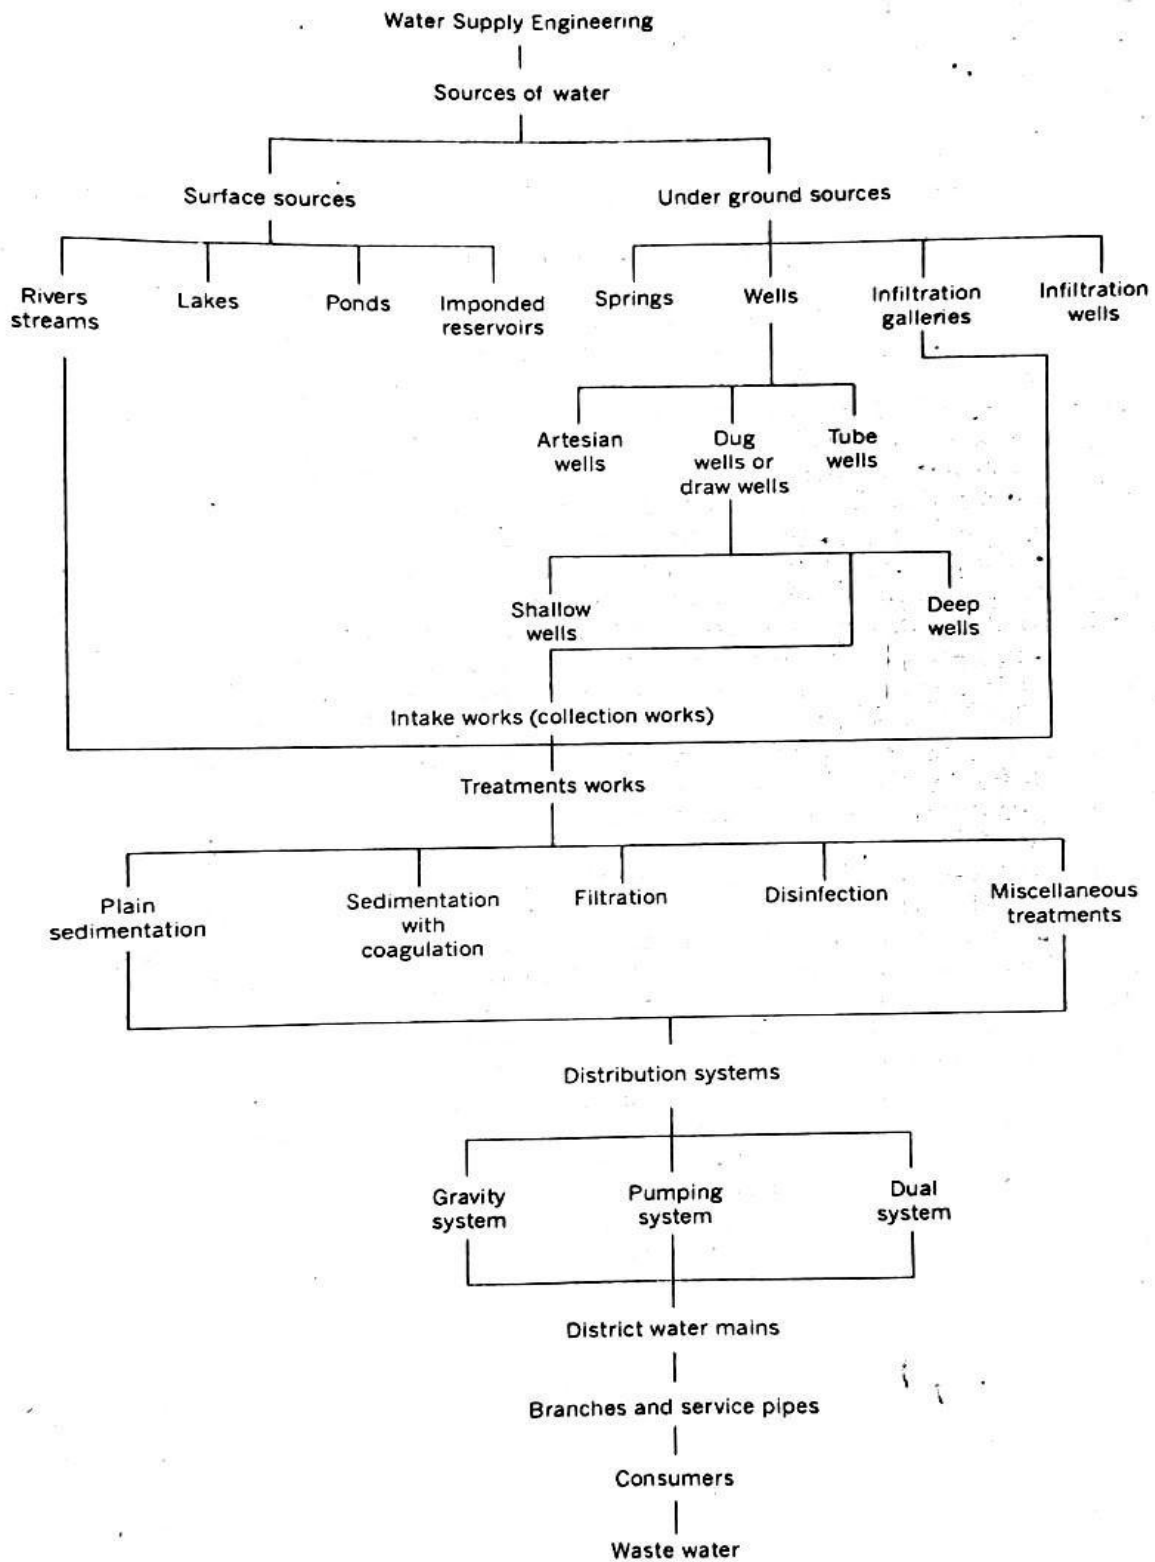 Water Supply Engineering
Sources of water
Surface sources
Under ground sources
Rivers
streams
Lakes
Ponds
Imponded
reservoirs
Springs
Wells
Infiltration
galleries
Infiltration
wells
Artesian
wells
Dug
wells or
draw wells
Tube
wells
Shallow
wells
Deep
wells
Intake works (collection works)
Treatments works
Plain
sedimentation
Sedimentation
with
coagulation
Filtration
Disinfection
Miscellaneous
treatments
Distribution systems
Gravity
system
Pumping
system
Dual
system
District water mains
Branches and service pipes
Consumers
Waste water